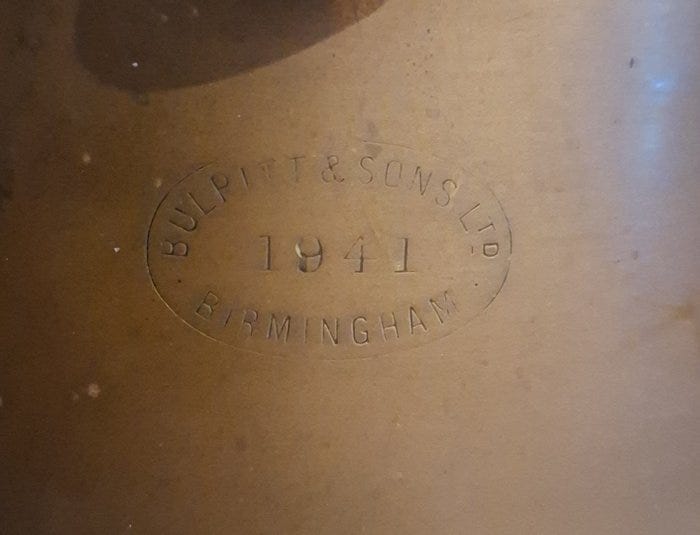 BULPITT & SONS LTD
1941
BIRMINGHAM